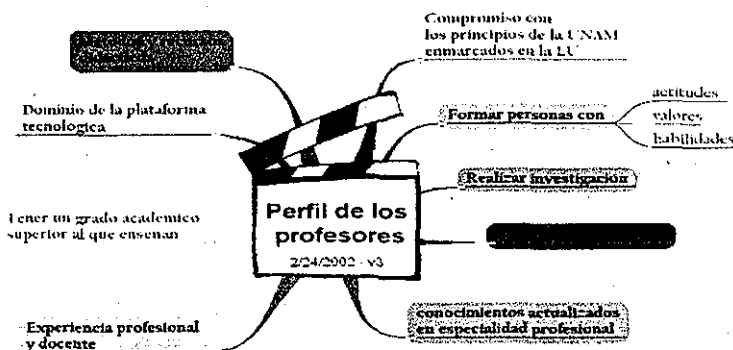 Compromiso con
los principios de la UNAM
enmarcados en la LU
Dominio de la plataforma
tecnologica
Formar personas con
actitudes
valores
habilidades
Realizar investigación
Tener un grado academico
superior al que enseñan
Perfil de los
profesores
2/24/2002 - v3
Experiencia profesional
y docente
conocimientos actualizados
en especialidad profesional